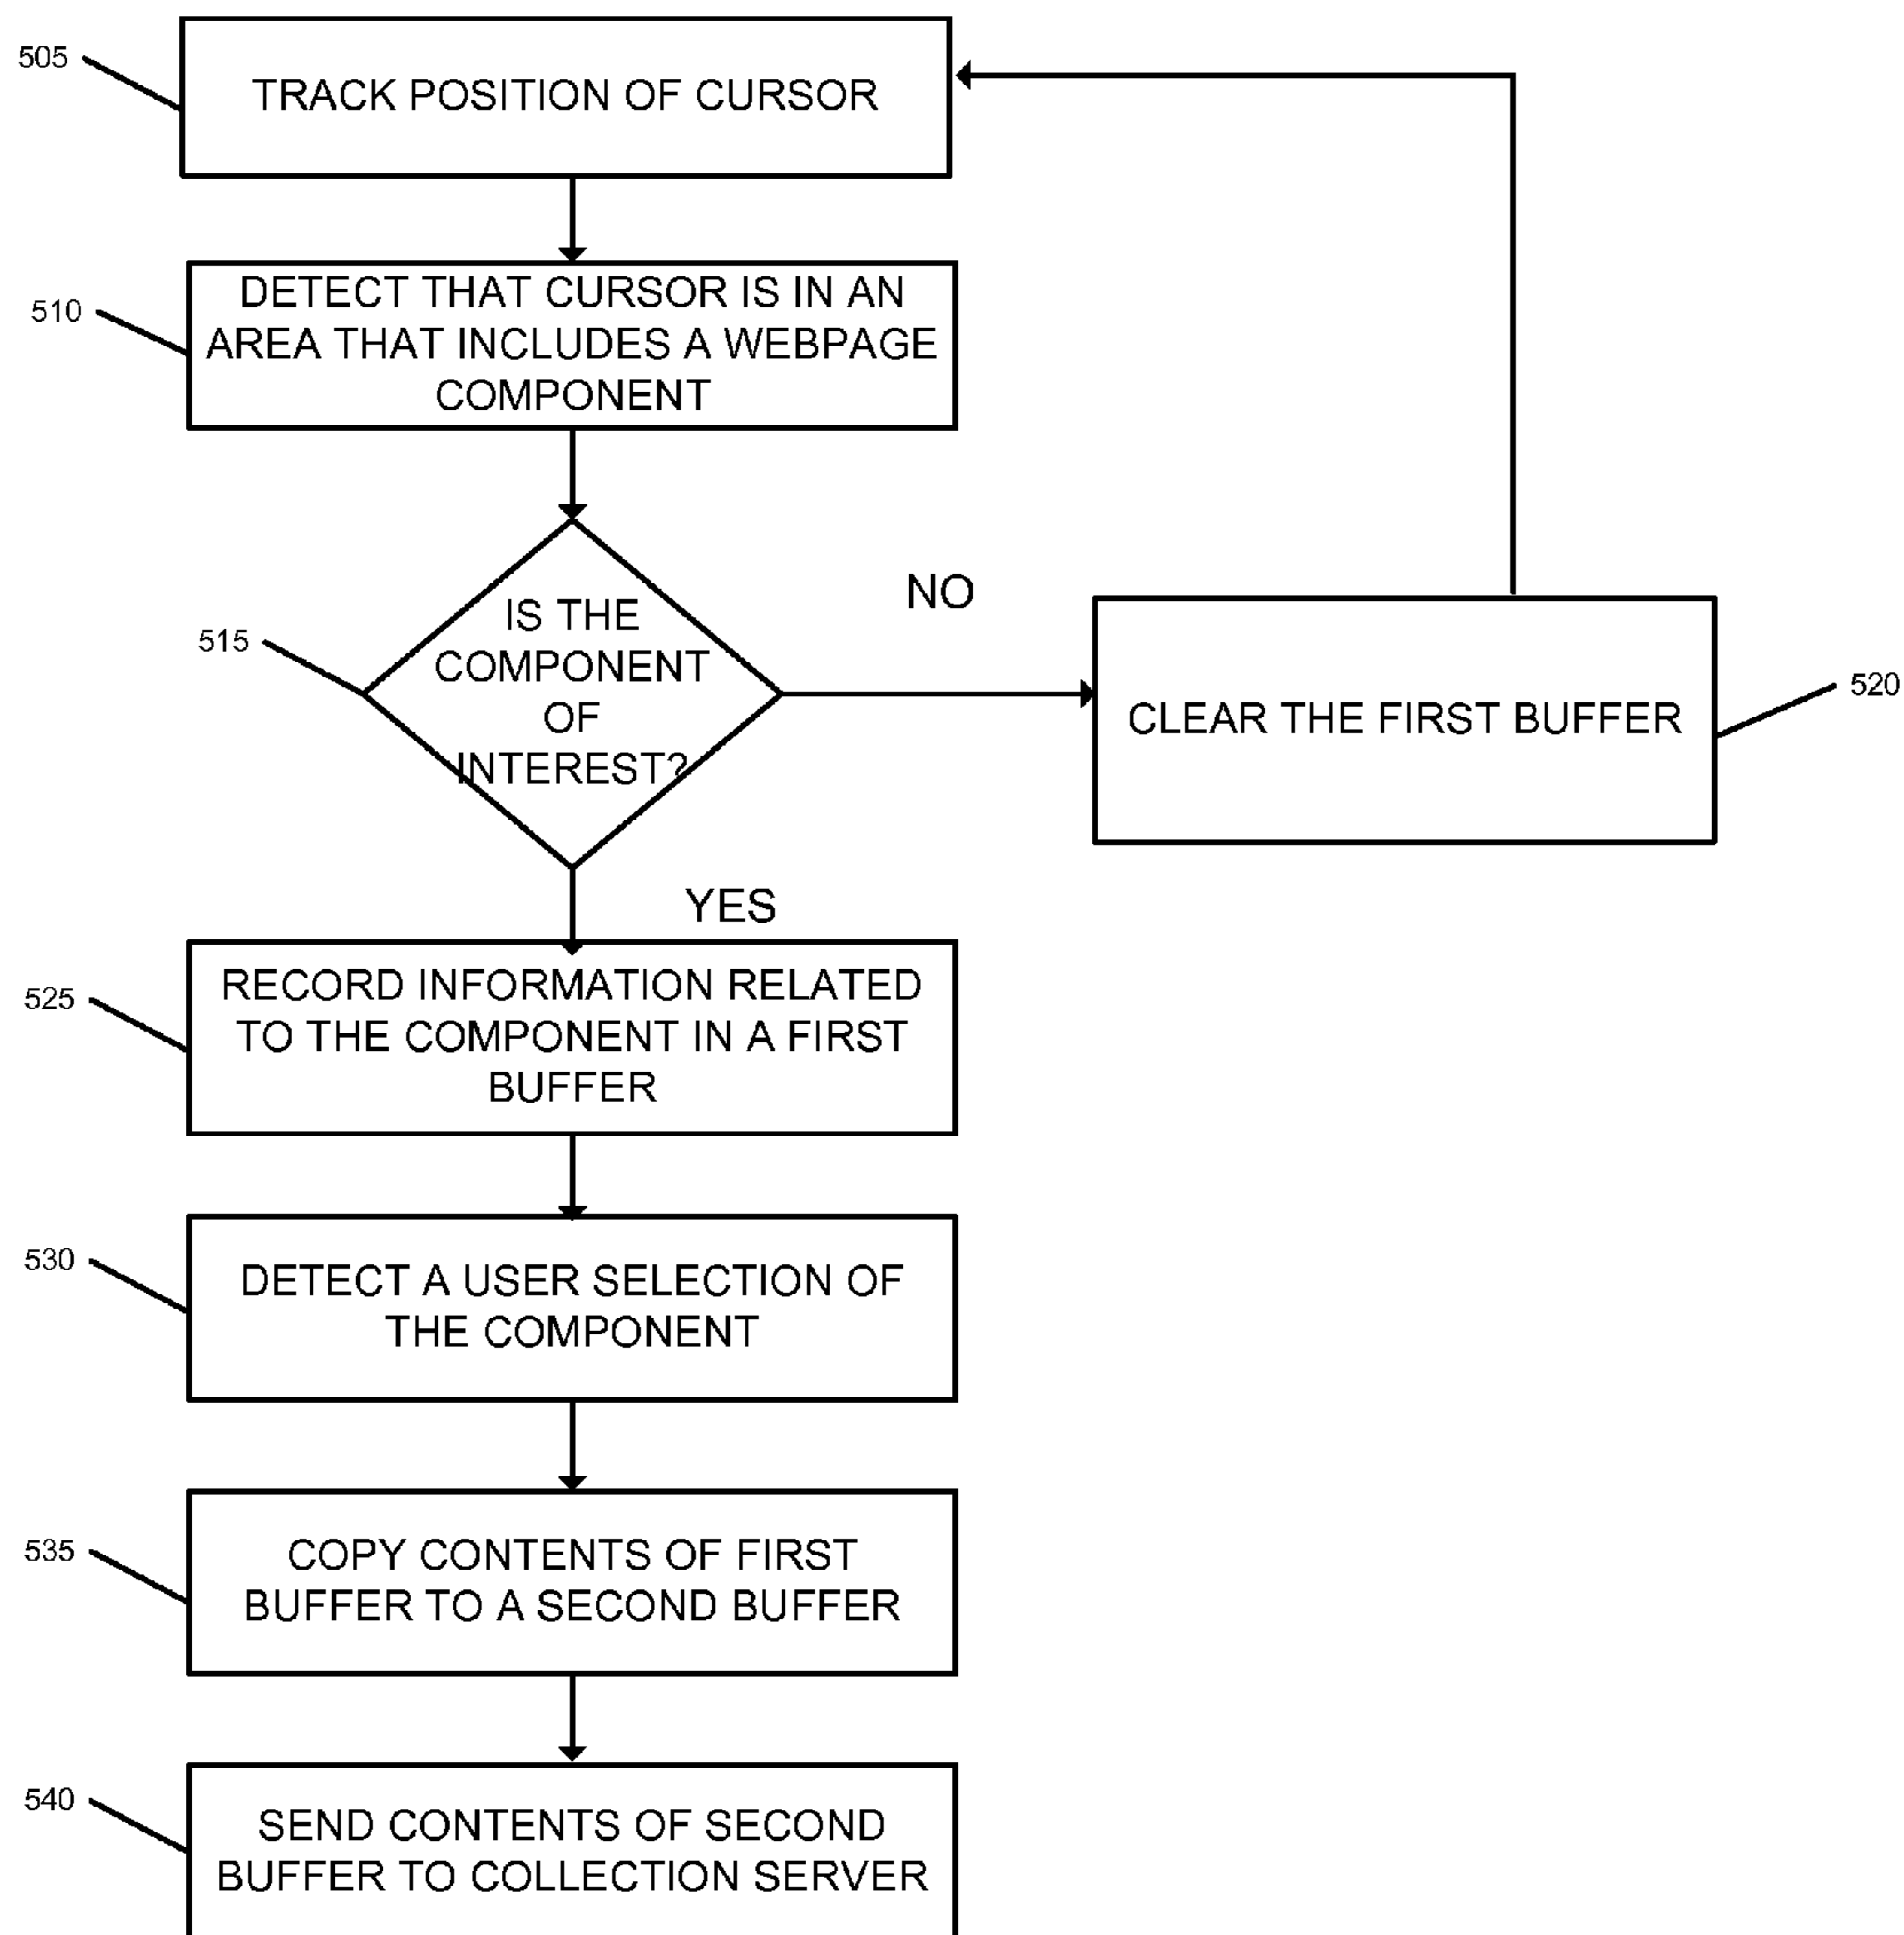 505
TRACK POSITION OF CURSOR
510
DETECT THAT CURSOR IS IN AN
AREA THAT INCLUDES A WEBPAGE
COMPONENT
515
IS THE
COMPONENT
OF
INTEREST?
NO
CLEAR THE FIRST BUFFER
520
YES
525
RECORD INFORMATION RELATED
TO THE COMPONENT IN A FIRST
BUFFER
530
DETECT A USER SELECTION OF
THE COMPONENT
535
COPY CONTENTS OF FIRST
BUFFER TO A SECOND BUFFER
540
SEND CONTENTS OF SECOND
BUFFER TO COLLECTION SERVER